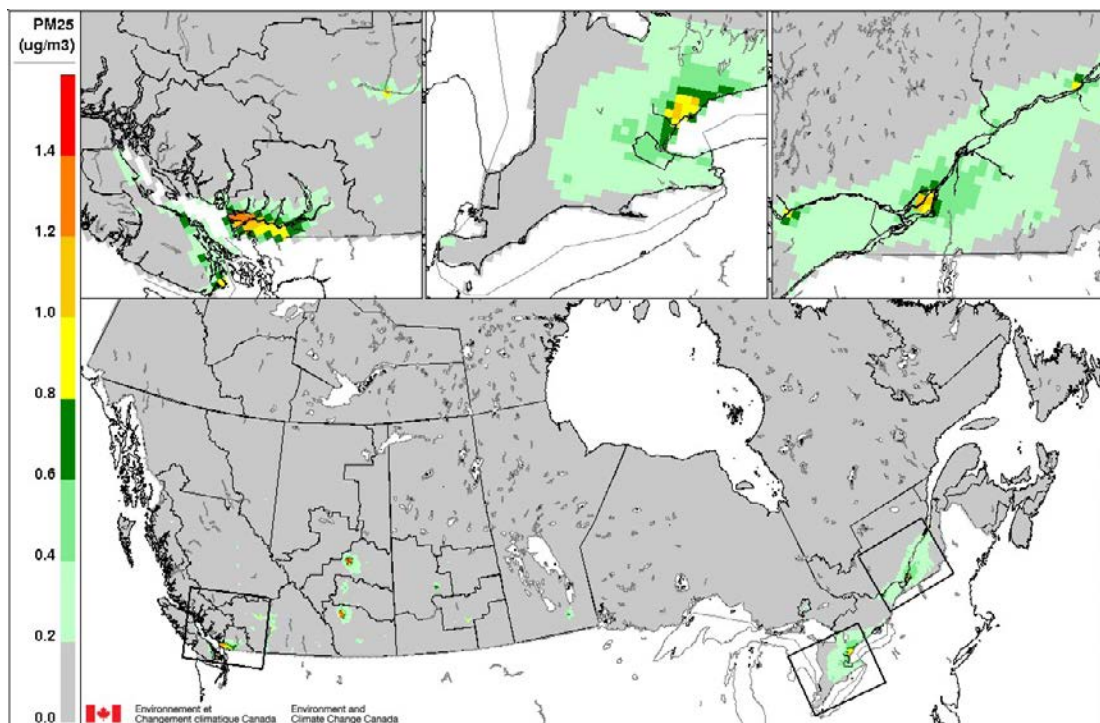 PM25
(ug/m3)
1.4
1.2
1.0
0.8
0.6
0.4
0.2
0.0
Environnement et
Changement climatique Canada
Environment and
Climate Change Canada